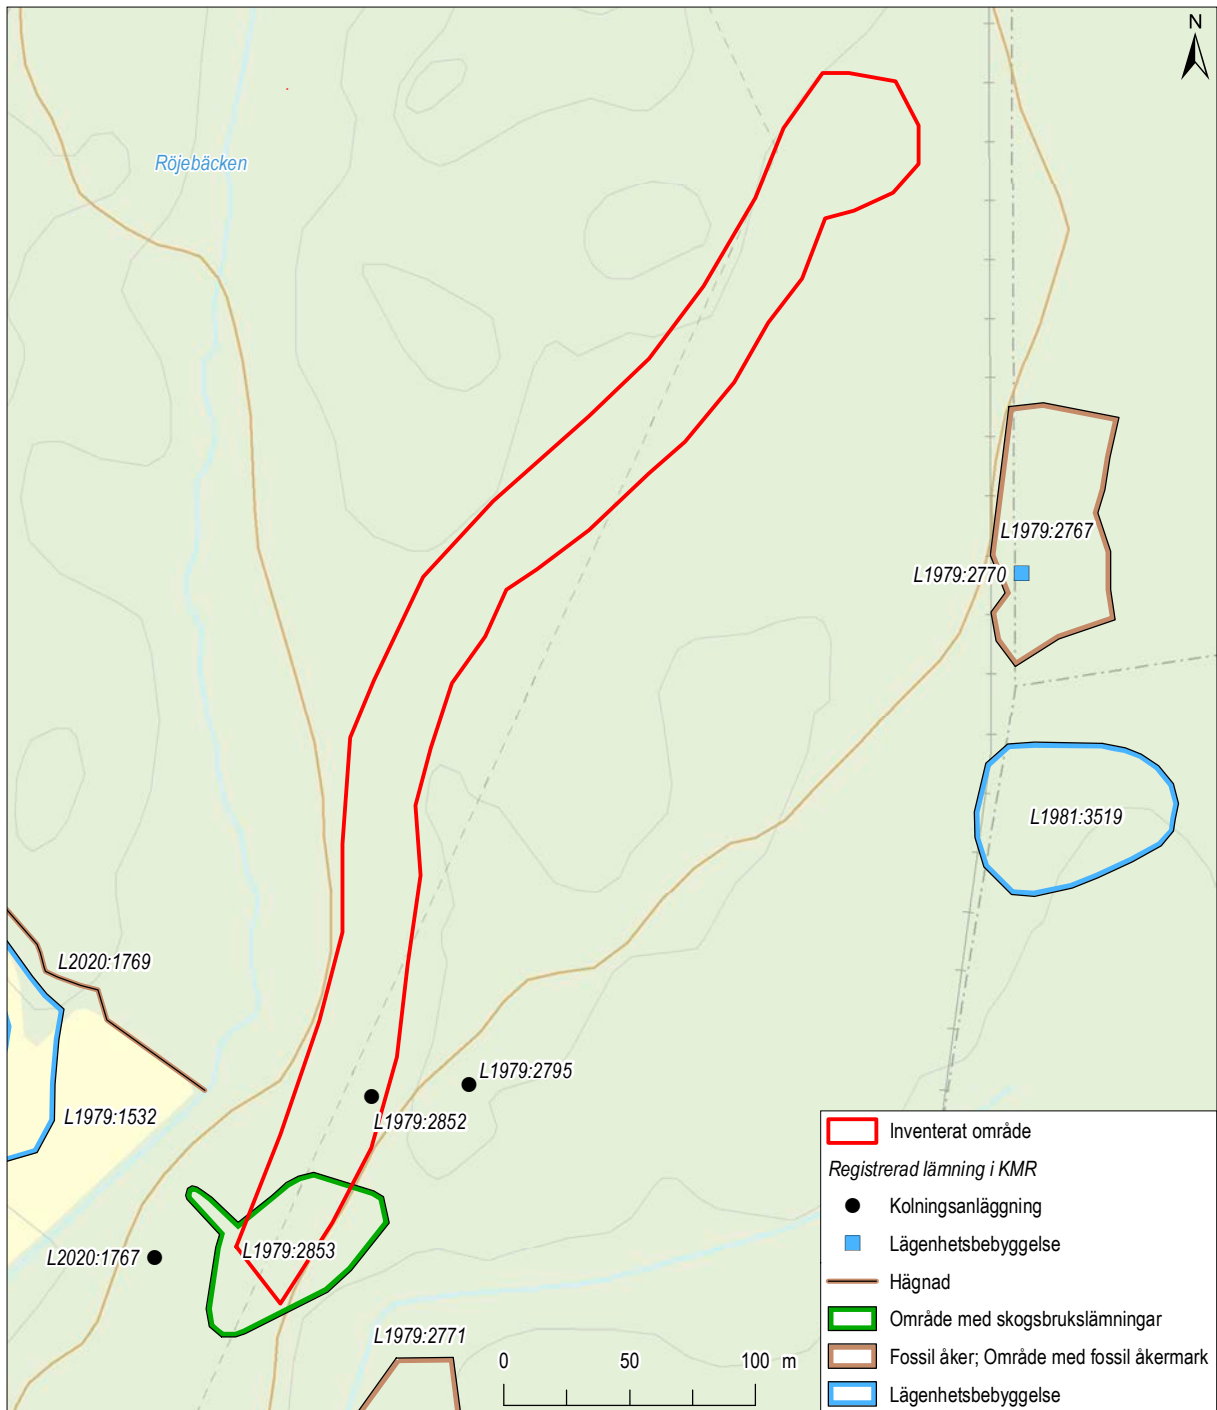 N
Röjebäcken
L1979:2767
L1979:2770
L1981:3519
L2020:1769
L1979:2795
L1979:1532
L1979:2852
L1979:2853
L2020:1767
L1979:2771
0 50 100 m
Inventerat område
Registrerad lämning i KMR
Kolningsanläggning
Lägenhetsbebyggelse
Hägnad
Område med skogsbrukslämningar
Fossil åker; Område med fossil åkermark
Lägenhetsbebyggelse